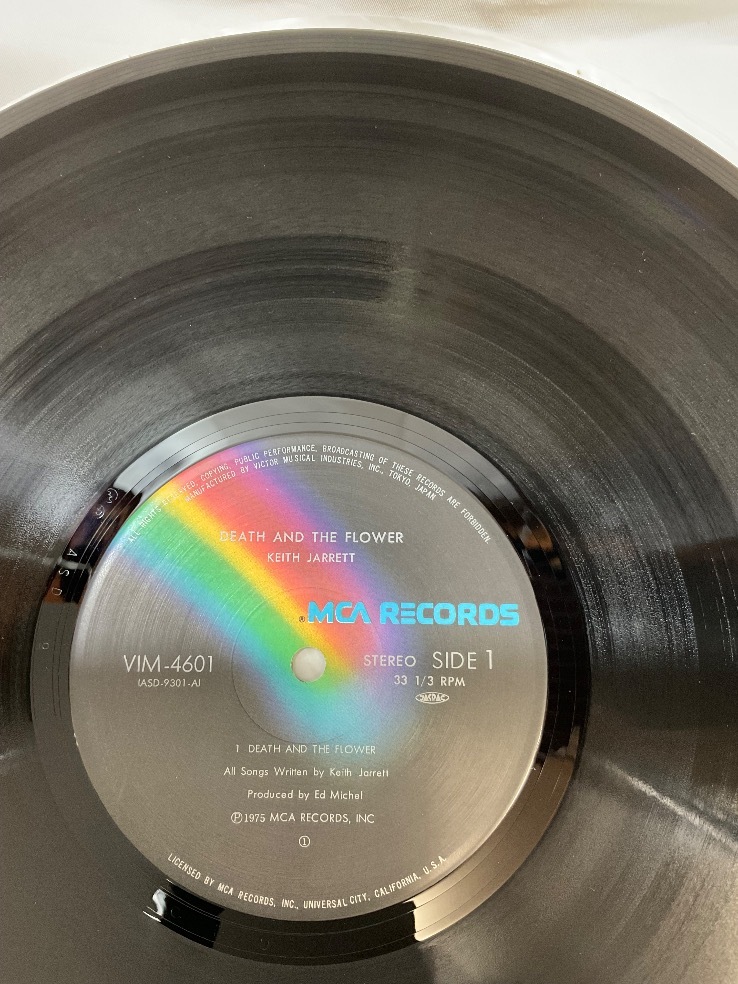 ALL RIGHTS RESERVED, COPYING, PUBLIC PERFORMANCE, BROADCASTING OF THESE RECORDS ARE FORBIDDEN.
MANUFACTURED BY VICTOR MUSICAL INDUSTRIES, INC., TOKYO, JAPAN
DEATH AND THE FLOWER
KEITH JARRETT
®MCA RECORDS
VIM-4601
(ASD-9301-A)
STEREO SIDE 1
33 1/3 RPM
JASRAC
1 DEATH AND THE FLOWER
All Songs Written by Keith Jarrett
Produced by Ed Michel
Ⓟ1975 MCA RECORDS, INC
①
LICENSED BY MCA RECORDS, INC., UNIVERSAL CITY, CALIFORNIA, U.S.A.